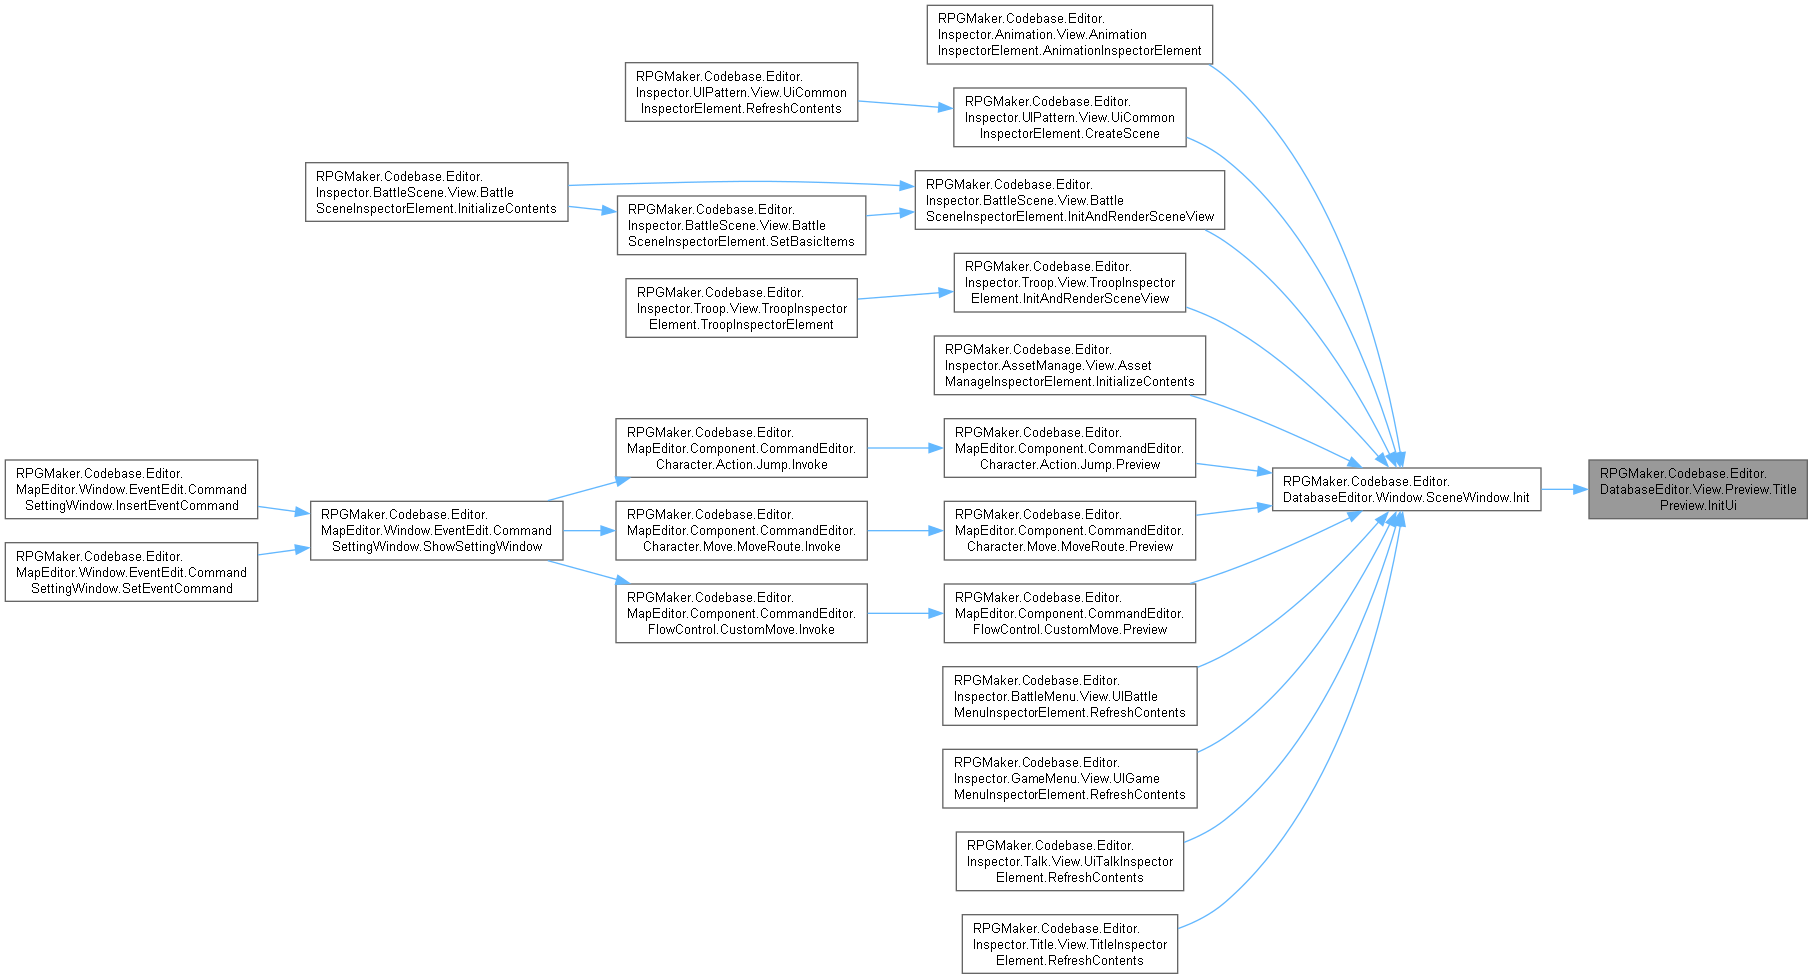 RPGMaker.Codebase.Editor.
Inspector.Animation.View.Animation
InspectorElement.AnimationInspectorElement
RPGMaker.Codebase.Editor.
Inspector.UIPattern.View.UiCommon
InspectorElement.RefreshContents
RPGMaker.Codebase.Editor.
Inspector.UIPattern.View.UiCommon
InspectorElement.CreateScene
RPGMaker.Codebase.Editor.
Inspector.BattleScene.View.Battle
SceneInspectorElement.InitializeContents
RPGMaker.Codebase.Editor.
Inspector.BattleScene.View.Battle
SceneInspectorElement.SetBasicItems
RPGMaker.Codebase.Editor.
Inspector.BattleScene.View.Battle
SceneInspectorElement.InitAndRenderSceneView
RPGMaker.Codebase.Editor.
Inspector.Troop.View.TroopInspector
Element.TroopInspectorElement
RPGMaker.Codebase.Editor.
Inspector.Troop.View.TroopInspector
Element.InitAndRenderSceneView
RPGMaker.Codebase.Editor.
Inspector.AssetManage.View.Asset
ManageInspectorElement.InitializeContents
RPGMaker.Codebase.Editor.
MapEditor.Window.EventEdit.Command
SettingWindow.InsertEventCommand
RPGMaker.Codebase.Editor.
MapEditor.Window.EventEdit.Command
SettingWindow.SetEventCommand
RPGMaker.Codebase.Editor.
MapEditor.Window.EventEdit.Command
SettingWindow.ShowSettingWindow
RPGMaker.Codebase.Editor.
MapEditor.Component.CommandEditor.
Character.Action.Jump.Invoke
RPGMaker.Codebase.Editor.
MapEditor.Component.CommandEditor.
Character.Action.Jump.Preview
RPGMaker.Codebase.Editor.
MapEditor.Component.CommandEditor.
Character.Move.MoveRoute.Invoke
RPGMaker.Codebase.Editor.
MapEditor.Component.CommandEditor.
Character.Move.MoveRoute.Preview
RPGMaker.Codebase.Editor.
MapEditor.Component.CommandEditor.
FlowControl.CustomMove.Invoke
RPGMaker.Codebase.Editor.
MapEditor.Component.CommandEditor.
FlowControl.CustomMove.Preview
RPGMaker.Codebase.Editor.
DatabaseEditor.Window.SceneWindow.Init
RPGMaker.Codebase.Editor.
DatabaseEditor.View.Preview.Title
Preview.InitUi
RPGMaker.Codebase.Editor.
Inspector.BattleMenu.View.UIBattle
MenuInspectorElement.RefreshContents
RPGMaker.Codebase.Editor.
Inspector.GameMenu.View.UIGame
MenuInspectorElement.RefreshContents
RPGMaker.Codebase.Editor.
Inspector.Talk.View.UiTalkInspector
Element.RefreshContents
RPGMaker.Codebase.Editor.
Inspector.Title.View.TitleInspector
Element.RefreshContents